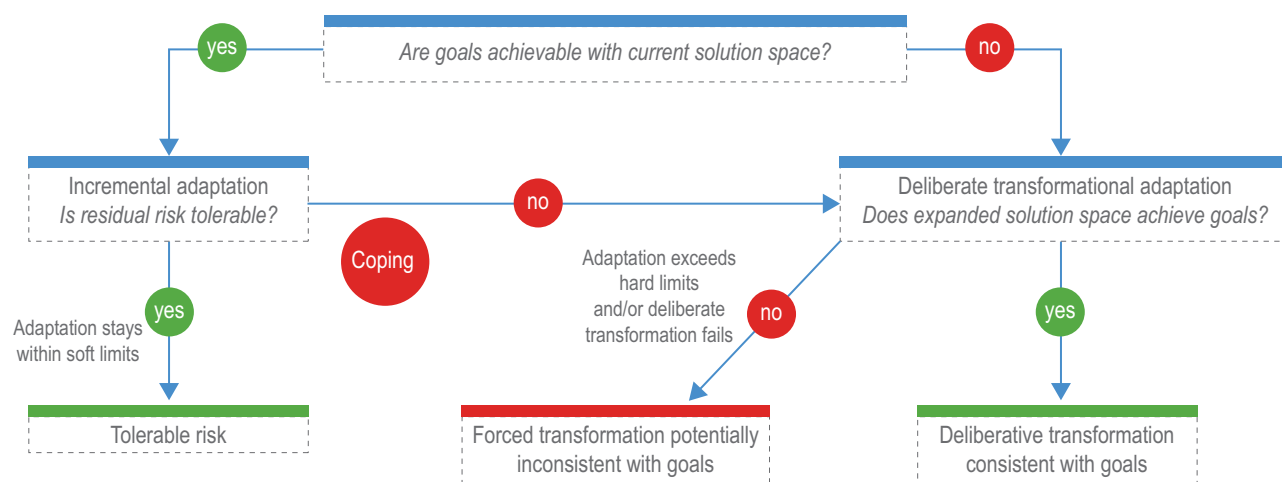 yes
Are goals achievable with current solution space?
no
Incremental adaptation
Is residual risk tolerable?
no
Deliberate transformational adaptation
Does expanded solution space achieve goals?
Coping
Adaptation exceeds
hard limits
and/or deliberate
transformation fails
no
yes
Adaptation stays
within soft limits
yes
Tolerable risk
Forced transformation potentially
inconsistent with goals
Deliberative transformation
consistent with goals